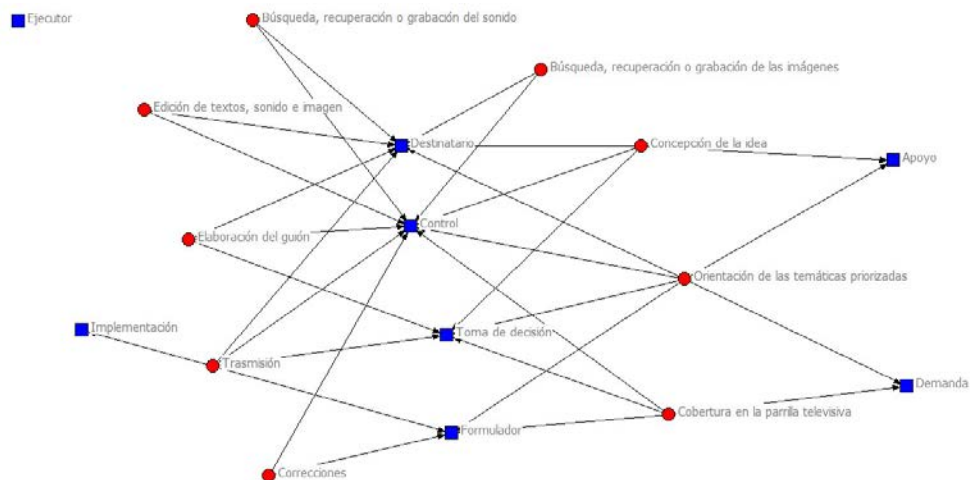 Ejecutor
Búsqueda, recuperación o grabación del sonido
Búsqueda, recuperación o grabación de las imágenes
Edición de textos, sonido e imagen
Destinatario
Concepción de la idea
Apoyo
Control
Elaboración del guión
Orientación de las temáticas priorizadas
Implementación
Toma de decisión
Trasmisión
Demanda
Cobertura en la parrilla televisiva
Formulador
Correcciones